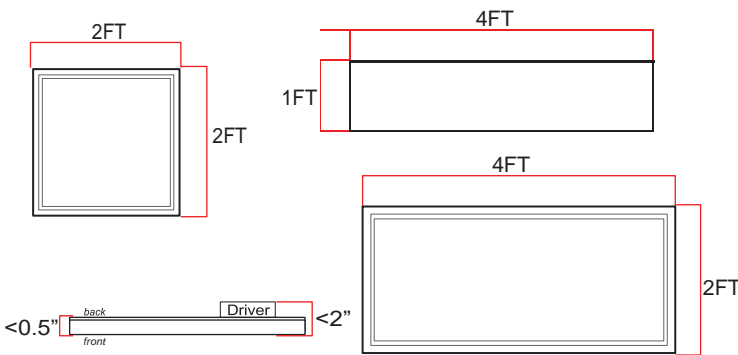 2FT
2FT
4FT
1FT
4FT
2FT
<0.5”
back
front
Driver
<2”